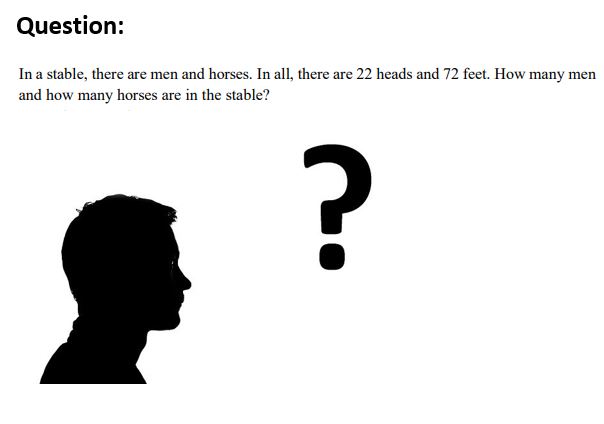 Question:
In a stable, there are men and horses. In all, there are 22 heads and 72 feet. How many men
and how many horses are in the stable?
?